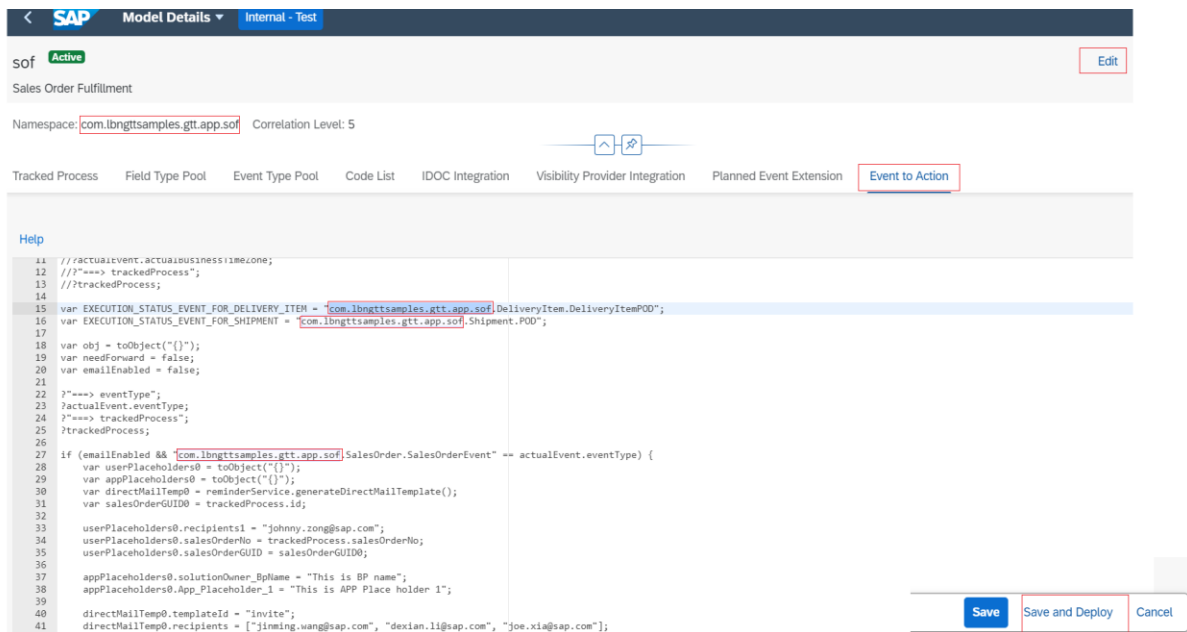 SAP Model Details Internal - Test
sof Active
Edit
Sales Order Fulfillment
Namespace: com.lbngttsamples.gtt.app.sof Correlation Level: 5
Tracked Process Field Type Pool Event Type Pool Code List IDOC Integration Visibility Provider Integration Planned Event Extension Event to Action
Help
11 //?actualEvent.actualBusinessTimeZone;
12 //?"===> trackedProcess";
13 //?trackedProcess;
14
15 var EXECUTION_STATUS_EVENT_FOR_DELIVERY_ITEM = "com.lbngttsamples.gtt.app.sof.DeliveryItem.DeliveryItemPOD";
16 var EXECUTION_STATUS_EVENT_FOR_SHIPMENT = "com.lbngttsamples.gtt.app.sof.Shipment.POD";
17
18 var obj = toObject("{}");
19 var needForward = false;
20 var emailEnabled = false;
21
22 ?"===> eventType";
23 ?actualEvent.eventType;
24 ?"===> trackedProcess";
25 ?trackedProcess;
26
27 if (emailEnabled && "com.lbngttsamples.gtt.app.sof.SalesOrder.SalesOrderEvent" == actualEvent.eventType) {
28 var userPlaceholders0 = toObject("{}");
29 var appPlaceholders0 = toObject("{}");
30 var directMailTemp0 = reminderService.generateDirectMailTemplate();
31 var salesOrderGUID0 = trackedProcess.id;
32
33 userPlaceholders0.recipients1 = "johnny.zong@sap.com";
34 userPlaceholders0.salesOrderNo = trackedProcess.salesOrderNo;
35 userPlaceholders0.salesOrderGUID = salesOrderGUID0;
36
37 appPlaceholders0.solutionOwner_BpName = "This is BP name";
38 appPlaceholders0.App_Placeholder_1 = "This is APP Place holder 1";
39
40 directMailTemp0.templateId = "invite";
41 directMailTemp0.recipients = ["jinming.wang@sap.com", "dexian.li@sap.com", "joe.xia@sap.com"];
Save Save and Deploy Cancel